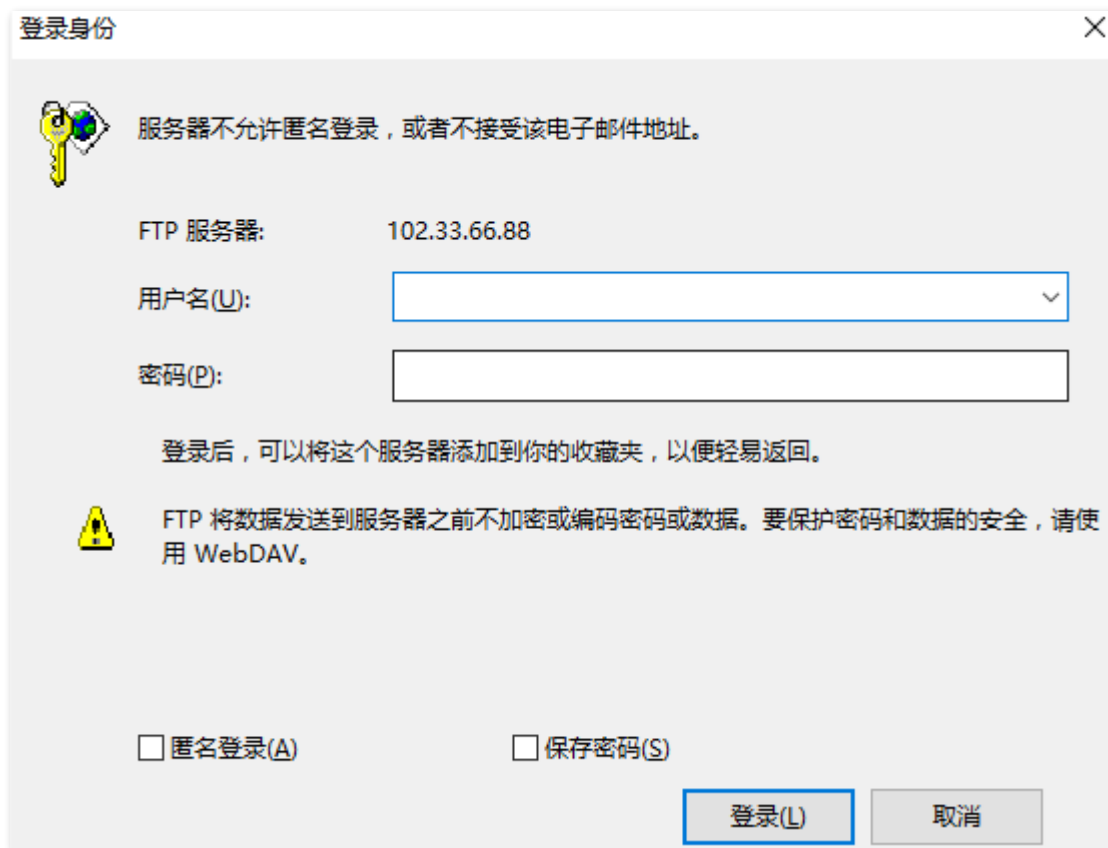 登录身份
服务器不允许匿名登录，或者不接受该电子邮件地址。
FTP 服务器: 102.33.66.88
用户名(U):
密码(P):
登录后，可以将这个服务器添加到你的收藏夹，以便轻易返回。
FTP 将数据发送到服务器之前不加密或编码密码或数据。要保护密码和数据的安全，请使
用 WebDAV。
匿名登录(A) 保存密码(S)
登录(L) 取消